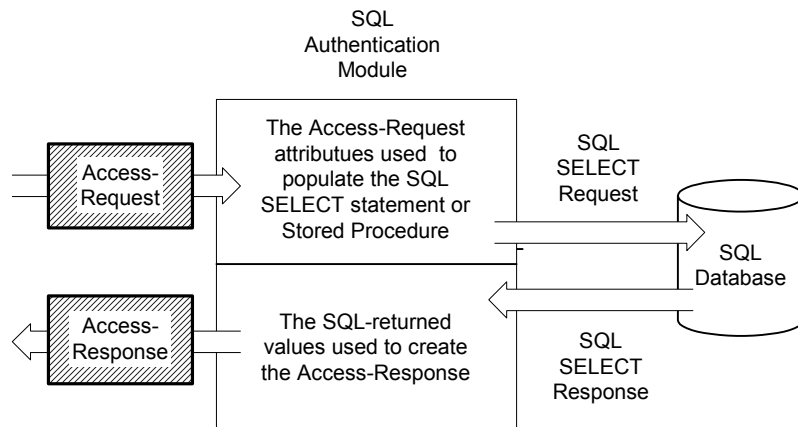 SQL
Authentication
Module
Access-
Request
The Access-Request
attributues used to
populate the SQL
SELECT statement or
Stored Procedure
SQL
SELECT
Request
SQL
Database
Access-
Response
The SQL-returned
values used to create
the Access-Response
SQL
SELECT
Response